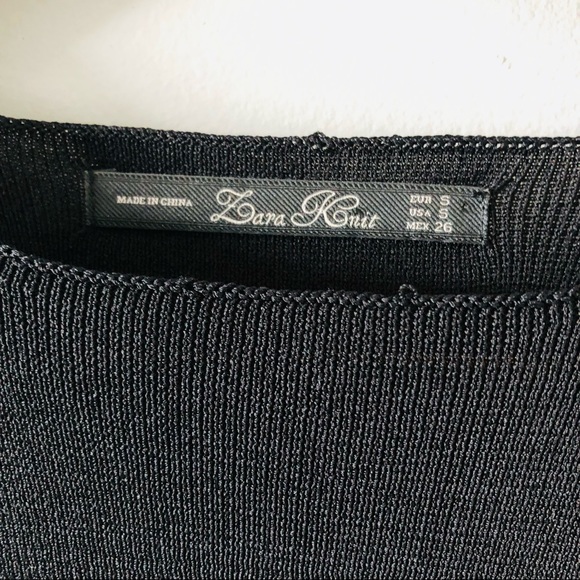 MADE IN CHINA
Zara Knit
EUR S
USA S
MEX 26